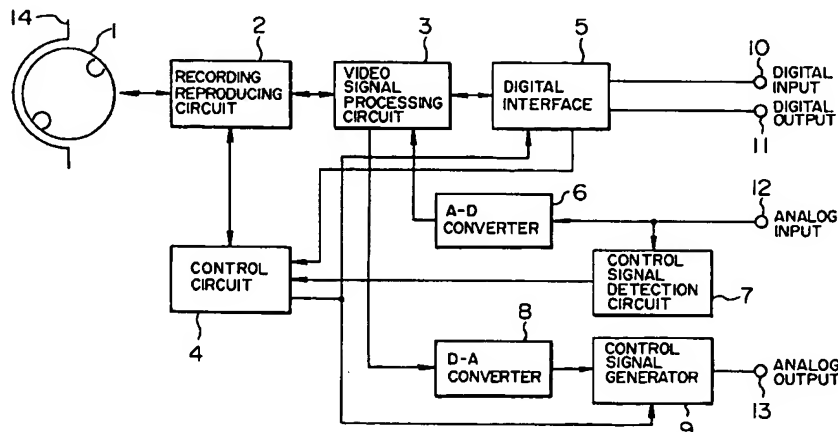 14
1
2
RECORDING
REPRODUCING
CIRCUIT
3
VIDEO
SIGNAL
PROCESSING
CIRCUIT
5
DIGITAL
INTERFACE
10
DIGITAL
INPUT
DIGITAL
OUTPUT
11
6
A-D
CONVERTER
12
ANALOG
INPUT
CONTROL
CIRCUIT
4
CONTROL
SIGNAL
DETECTION
CIRCUIT
7
8
D-A
CONVERTER
CONTROL
SIGNAL
GENERATOR
9
ANALOG
OUTPUT
13